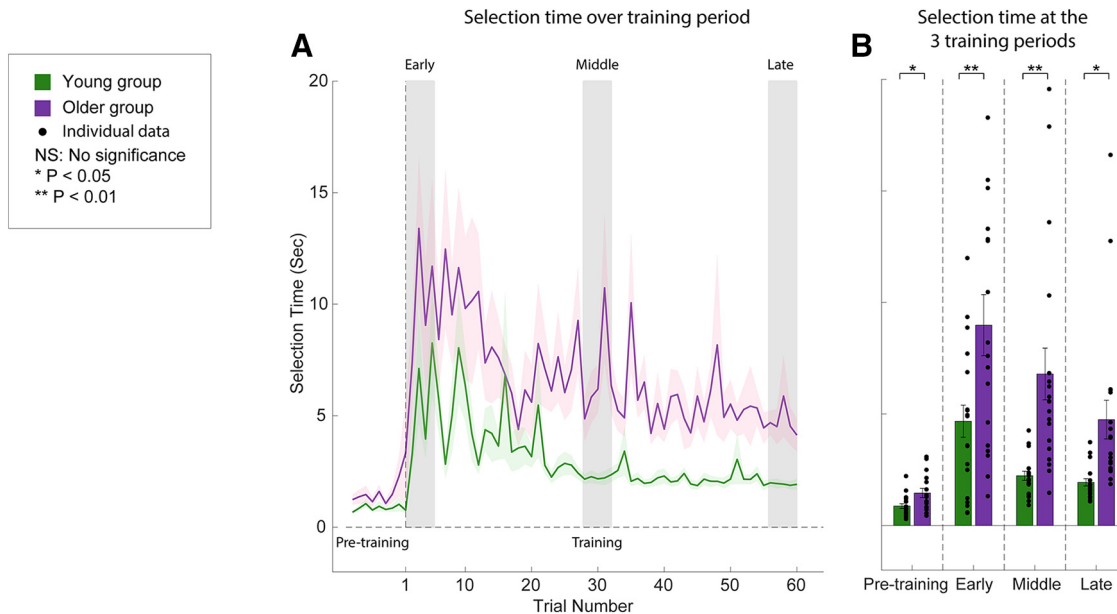 Selection time over training period
Selection time at the
3 training periods
A
B
Young group
Older group
Individual data
NS: No significance
* P < 0.05
** P < 0.01
Early
Middle
Late
20
15
10
5
0
Selection Time (Sec)
Pre-training
Training
1
10
20
30
40
50
60
Trial Number
*
**
**
*
Pre-training
Early
Middle
Late